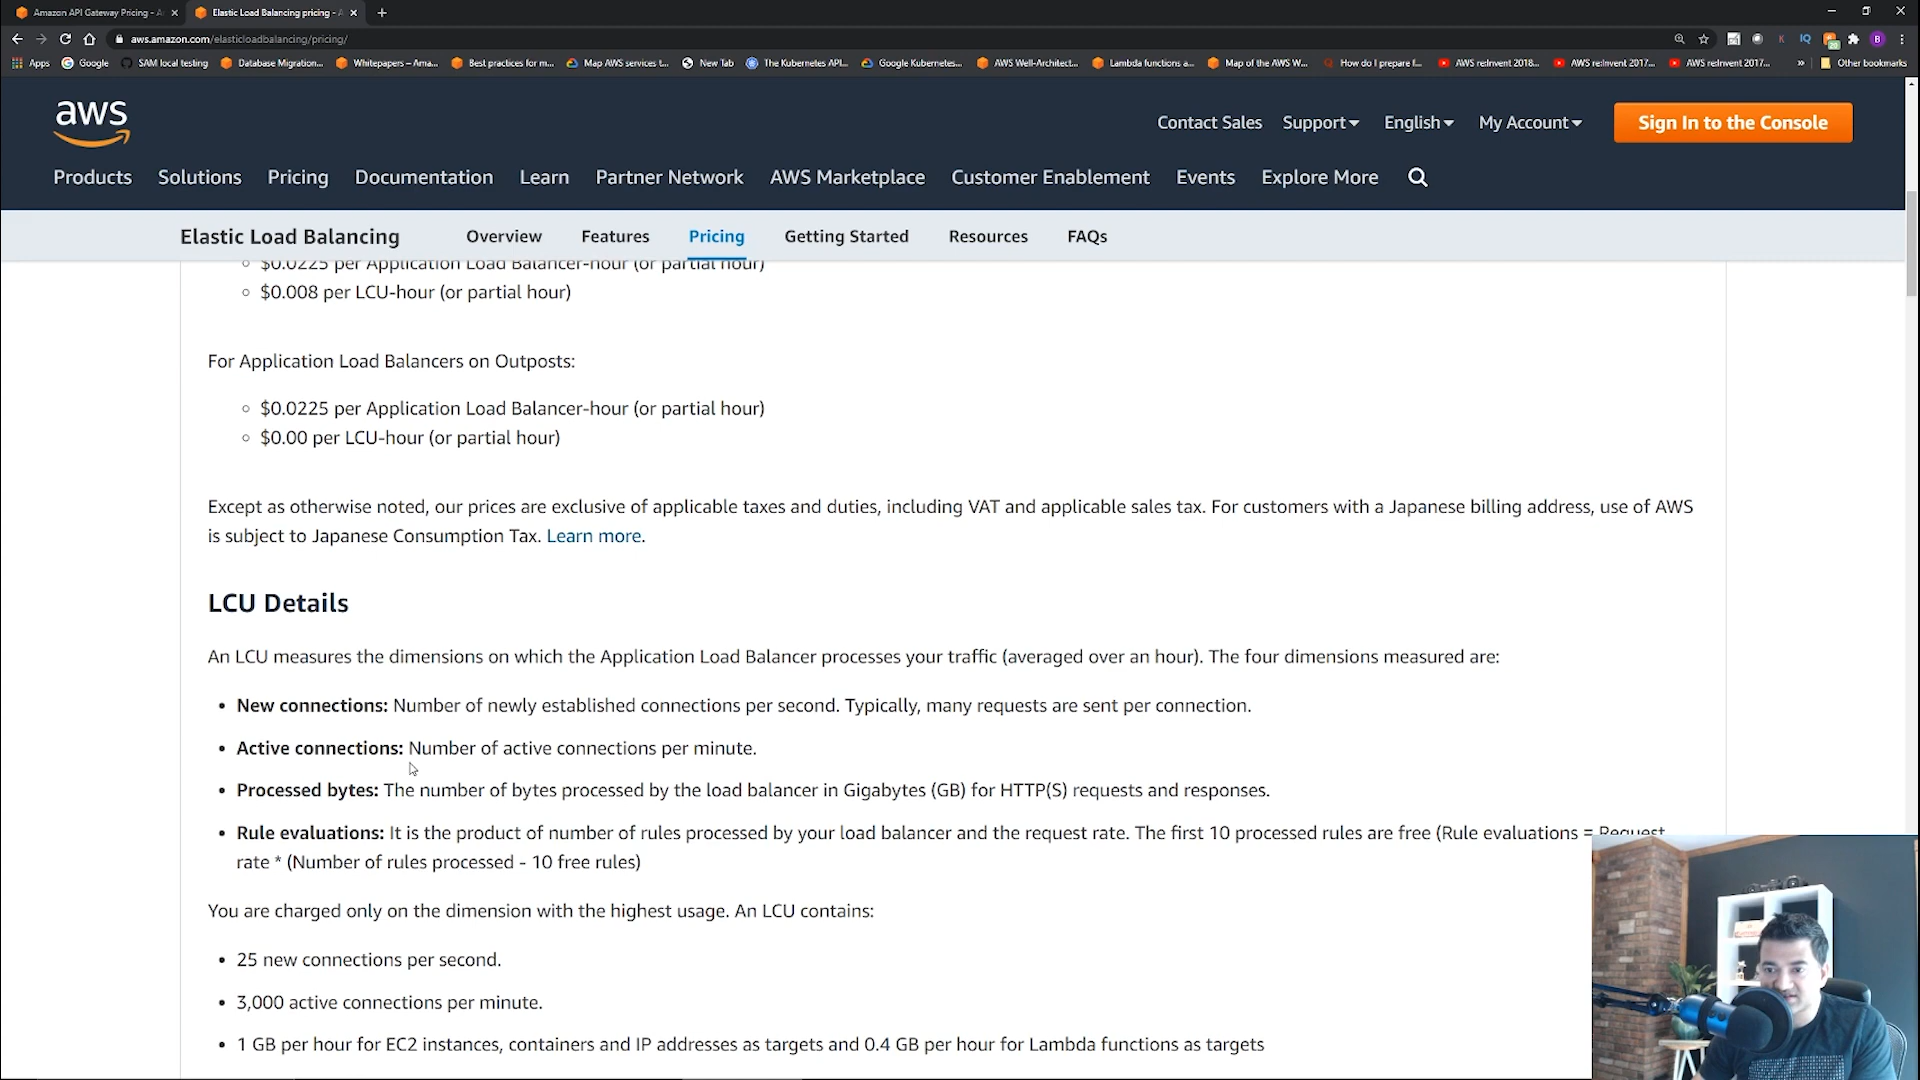 Amazon API Gateway Pricing - A
Elastic Load Balancing pricing - A
aws.amazon.com/elasticloadbalancing/pricing/
Apps
Google
SAM local testing
Database Migration...
Whitepapers – Ama...
Best practices for m...
Map AWS services t...
New Tab
The Kubernetes API...
Google Kubernetes...
AWS Well-Architect...
Lambda functions a...
Map of the AWS W...
How do I prepare f...
AWS re:Invent 2018...
AWS re:Invent 2017...
AWS re:Invent 2017...
»
Other bookmarks
aws
Contact Sales
Support
English
My Account
Sign In to the Console
Products
Solutions
Pricing
Documentation
Learn
Partner Network
AWS Marketplace
Customer Enablement
Events
Explore More
Elastic Load Balancing
Overview
Features
Pricing
Getting Started
Resources
FAQs
$0.0225 per Application Load Balancer-hour (or partial hour)
$0.008 per LCU-hour (or partial hour)
For Application Load Balancers on Outposts:
$0.0225 per Application Load Balancer-hour (or partial hour)
$0.00 per LCU-hour (or partial hour)
Except as otherwise noted, our prices are exclusive of applicable taxes and duties, including VAT and applicable sales tax. For customers with a Japanese billing address, use of AWS
is subject to Japanese Consumption Tax. Learn more.
LCU Details
An LCU measures the dimensions on which the Application Load Balancer processes your traffic (averaged over an hour). The four dimensions measured are:
New connections: Number of newly established connections per second. Typically, many requests are sent per connection.
Active connections: Number of active connections per minute.
Processed bytes: The number of bytes processed by the load balancer in Gigabytes (GB) for HTTP(S) requests and responses.
Rule evaluations: It is the product of number of rules processed by your load balancer and the request rate. The first 10 processed rules are free (Rule evaluations = Request
rate * (Number of rules processed - 10 free rules)
You are charged only on the dimension with the highest usage. An LCU contains:
25 new connections per second.
3,000 active connections per minute.
1 GB per hour for EC2 instances, containers and IP addresses as targets and 0.4 GB per hour for Lambda functions as targets